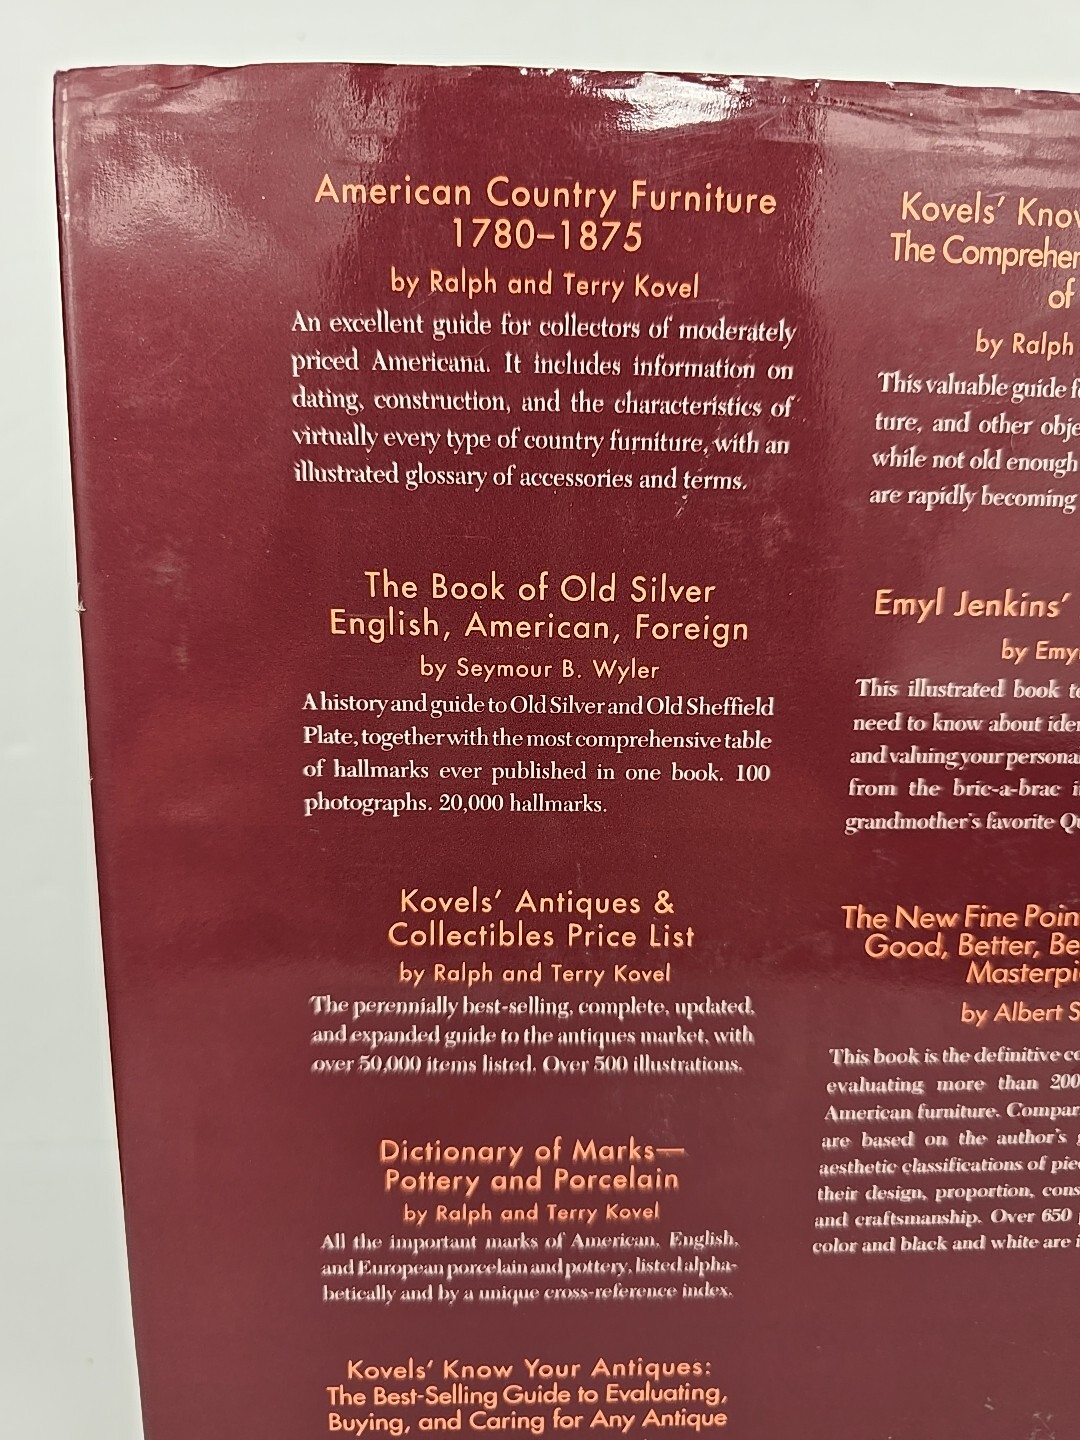 American Country Furniture
1780–1875
by Ralph and Terry Kovel
An excellent guide for collectors of moderately
priced Americana. It includes information on
dating, construction, and the characteristics of
virtually every type of country furniture, with an
illustrated glossary of accessories and terms.
The Book of Old Silver
English, American, Foreign
by Seymour B. Wyler
A history and guide to Old Silver and Old Sheffield
Plate, together with the most comprehensive table
of hallmarks ever published in one book. 100
photographs. 20,000 hallmarks.
Kovels' Antiques &
Collectibles Price List
by Ralph and Terry Kovel
The perennially best-selling, complete, updated,
and expanded guide to the antiques market, with
over 50,000 items listed. Over 500 illustrations.
Dictionary of Marks—
Pottery and Porcelain
by Ralph and Terry Kovel
All the important marks of American, English,
and European porcelain and pottery, listed alpha-
betically and by a unique cross-reference index.
Kovels' Know Your Antiques:
The Best-Selling Guide to Evaluating,
Buying, and Caring for Any Antique
Kovels'
The
of
by Ralph
This valuable guide
ture, and other
while not old enough
are rapidly becoming
Emyl Jenkins'
by
This illustrated book
need to know about
and valuing your
from the bric-a-brac
grandmother's favorite
The New Fine
Good, Better,
by Albert
This book is the definitive
evaluating more than 200
American furniture.
are based on the author's
aesthetic classifications of
their design, proportion,
and craftsmanship. Over 650
color and black and white are